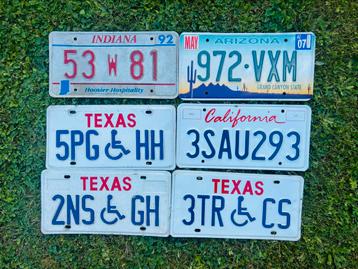 INDIANA 92
53 W 81
Hoosier Hospitality
MAY ARIZONA 07
972·VXM
GRAND CANYON STATE
TEXAS
5PG HH
California
3SAU293
TEXAS
2NS GH
TEXAS
3TR CS